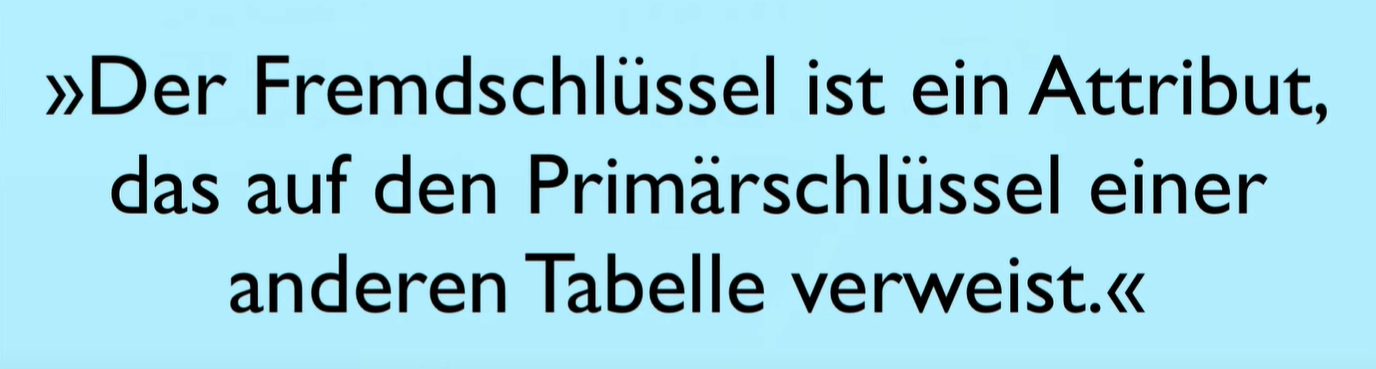 »Der Fremdschlüssel ist ein Attribut,
das auf den Primärschlüssel einer
anderen Tabelle verweist.«